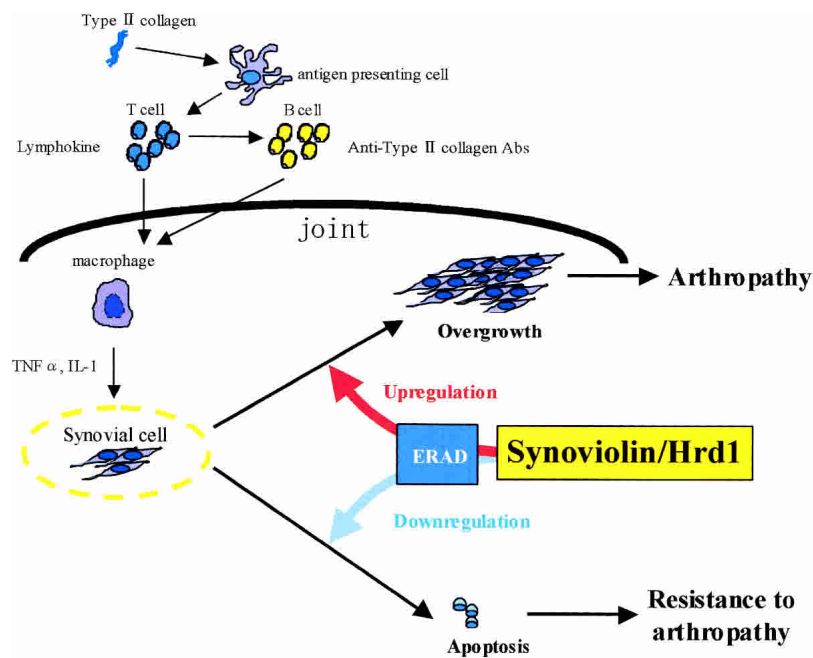 Type II collagen
antigen presenting cell
T cell
B cell
Lymphokine
Anti-Type II collagen Abs
joint
macrophage
Arthropathy
Overgrowth
TNF α, IL-1
Upregulation
Synovial cell
ERAD
Synoviolin/Hrd1
Downregulation
Resistance to
arthropathy
Apoptosis